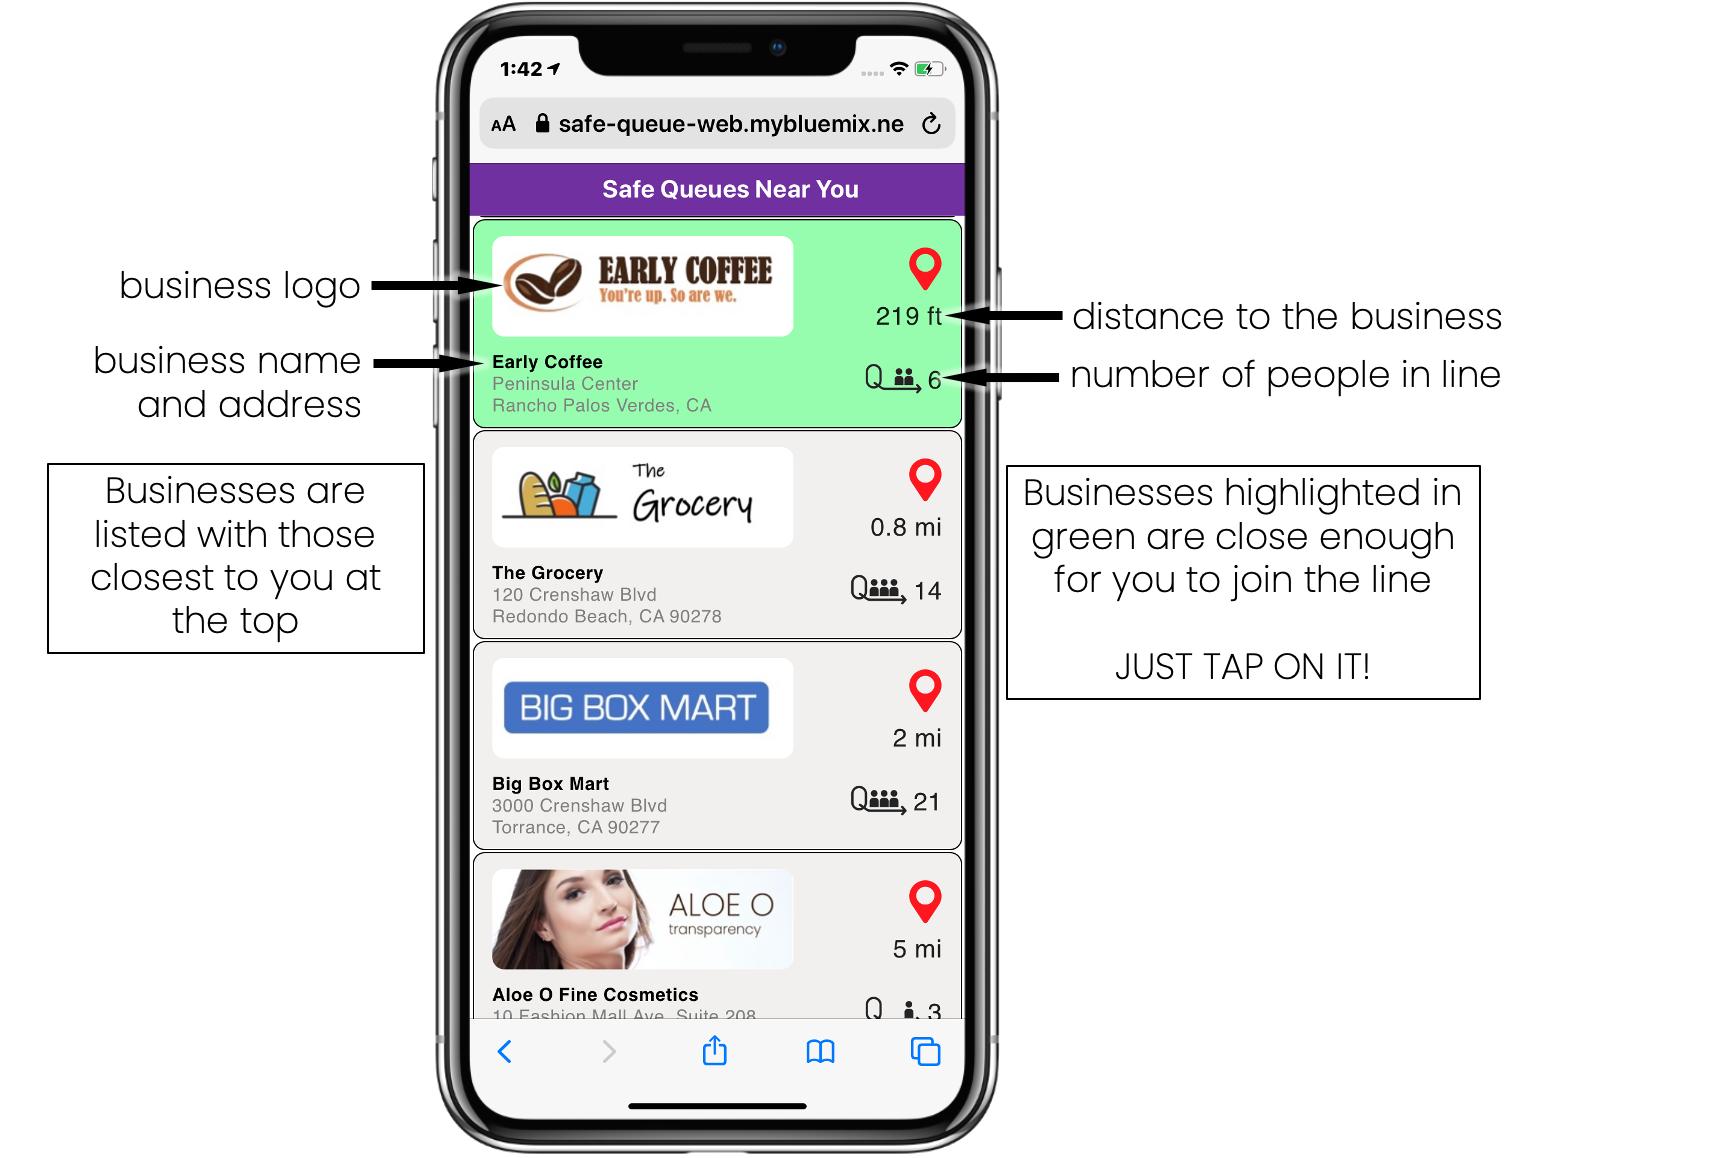 1:42
AA safe-queue-web.mybluemix.ne
Safe Queues Near You
EARLY COFFEE
You're up. So are we.
219 ft
Early Coffee
Peninsula Center
Rancho Palos Verdes, CA
6
business logo
business name
and address
distance to the business
number of people in line
Businesses are
listed with those
closest to you at
the top
Businesses highlighted in
green are close enough
for you to join the line
JUST TAP ON IT!
The
Grocery
0.8 mi
The Grocery
120 Crenshaw Blvd
Redondo Beach, CA 90278
14
BIG BOX MART
2 mi
Big Box Mart
3000 Crenshaw Blvd
Torrance, CA 90277
21
ALOE O
transparency
5 mi
Aloe O Fine Cosmetics
10 Fashion Mall Ave, Suite 208
3